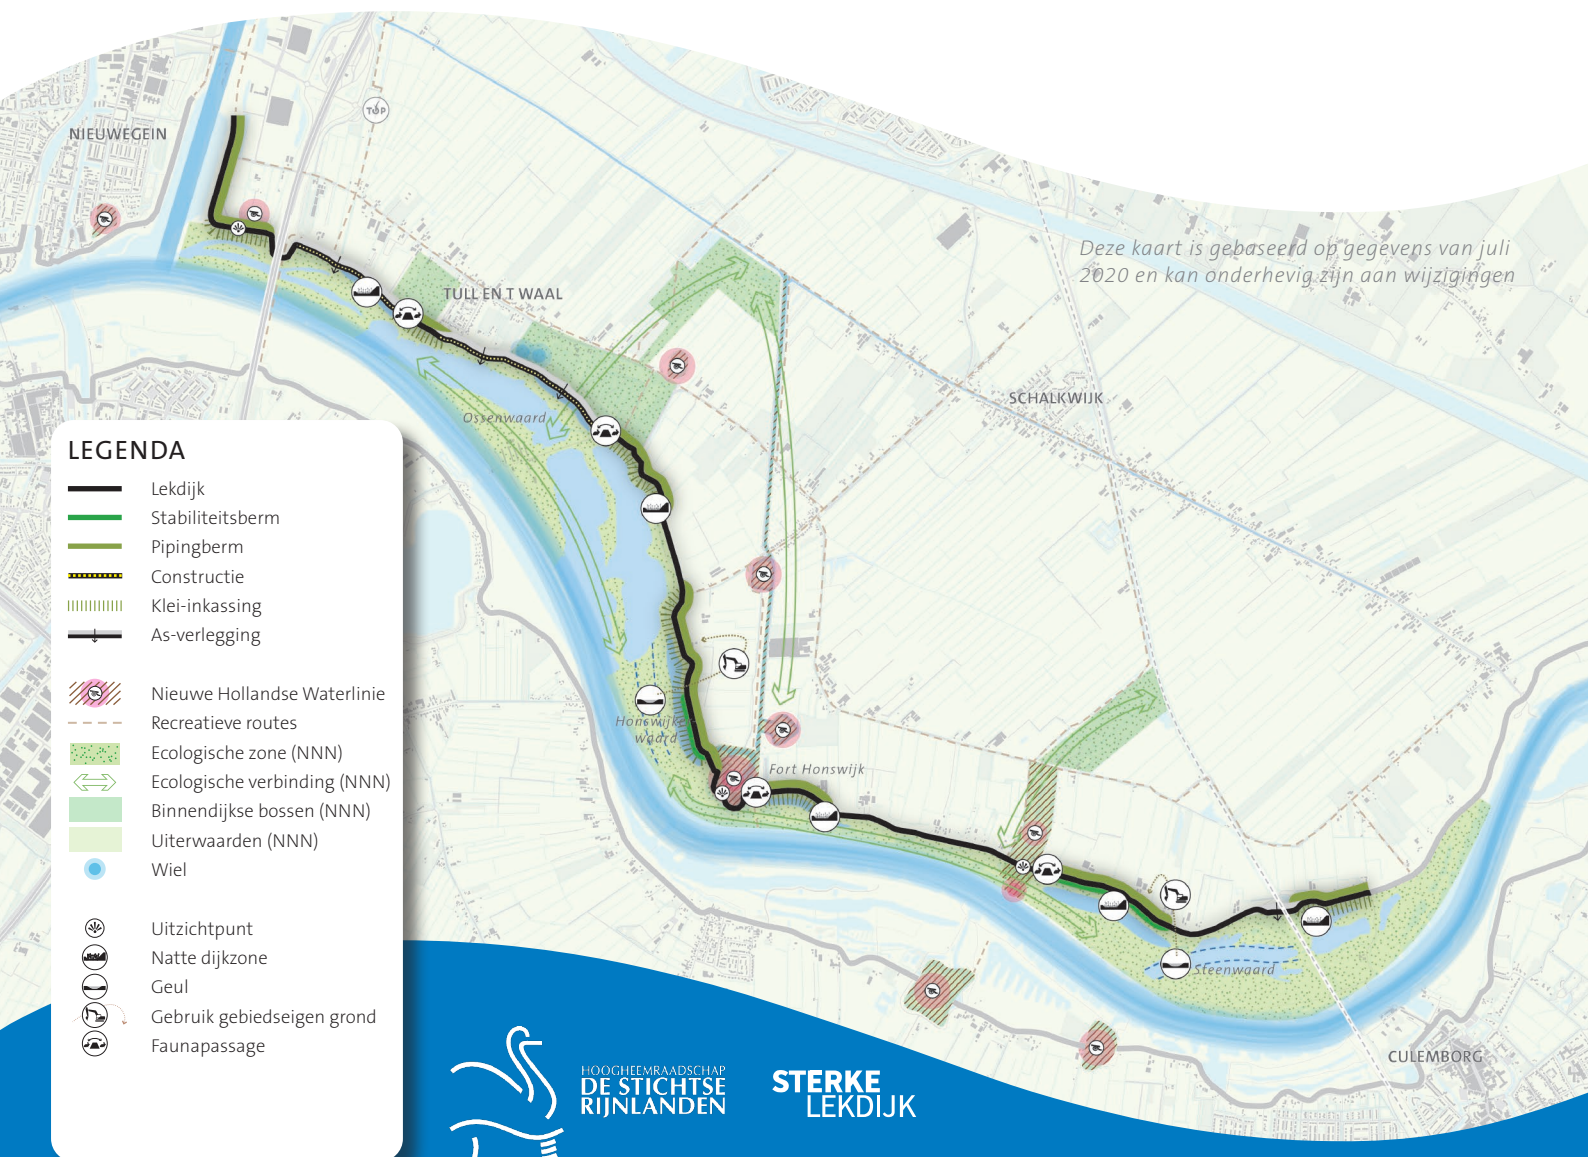 NIEUWEGEIN
TOP
Deze kaart is gebaseerd op gegevens van juli
2020 en kan onderhevig zijn aan wijzigingen
TULL EN T WAAL
SCHALKWIJK
Ossenwaard
LEGENDA
Lekdijk
Stabiliteitsberm
Pipingberm
Constructie
Klei-inkassing
As-verlegging
Nieuwe Hollandse Waterlinie
Recreatieve routes
Ecologische zone (NNN)
Ecologische verbinding (NNN)
Binnendijkse bossen (NNN)
Uiterwaarden (NNN)
Wiel
Uitzichtpunt
Natte dijkzone
Geul
Gebruik gebiedseigen grond
Faunapassage
Honswijker-
waard
Fort Honswijk
Steenwaard
CULEMBORG
HOOGHEEMRAADSCHAP
DE STICHTSE
RIJNLANDEN
STERKE
LEKDIJK